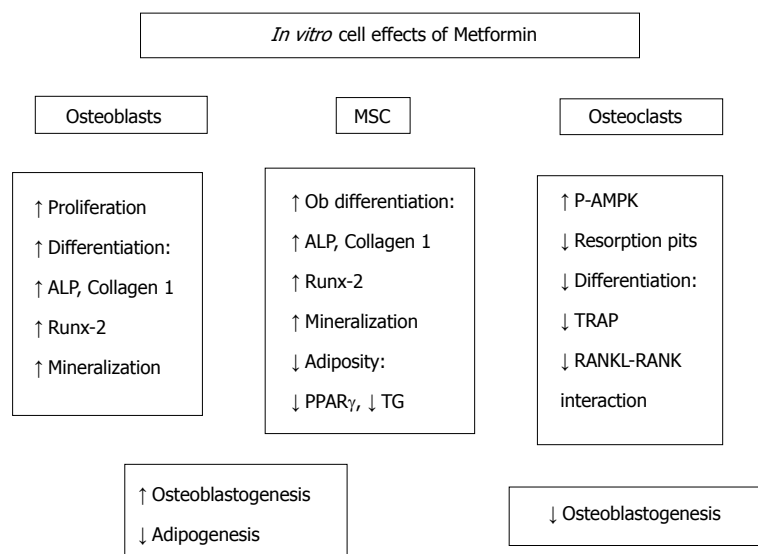 In vitro cell effects of Metformin
Osteoblasts
MSC
Osteoclasts
↑ Proliferation
↑ Differentiation:
↑ ALP, Collagen 1
↑ Runx-2
↑ Mineralization
↑ Ob differentiation:
↑ ALP, Collagen 1
↑ Runx-2
↑ Mineralization
↓ Adiposity:
↓ PPARγ, ↓ TG
↑ P-AMPK
↓ Resorption pits
↓ Differentiation:
↓ TRAP
↓ RANKL-RANK
interaction
↑ Osteoblastogenesis
↓ Adipogenesis
↓ Osteoblastogenesis